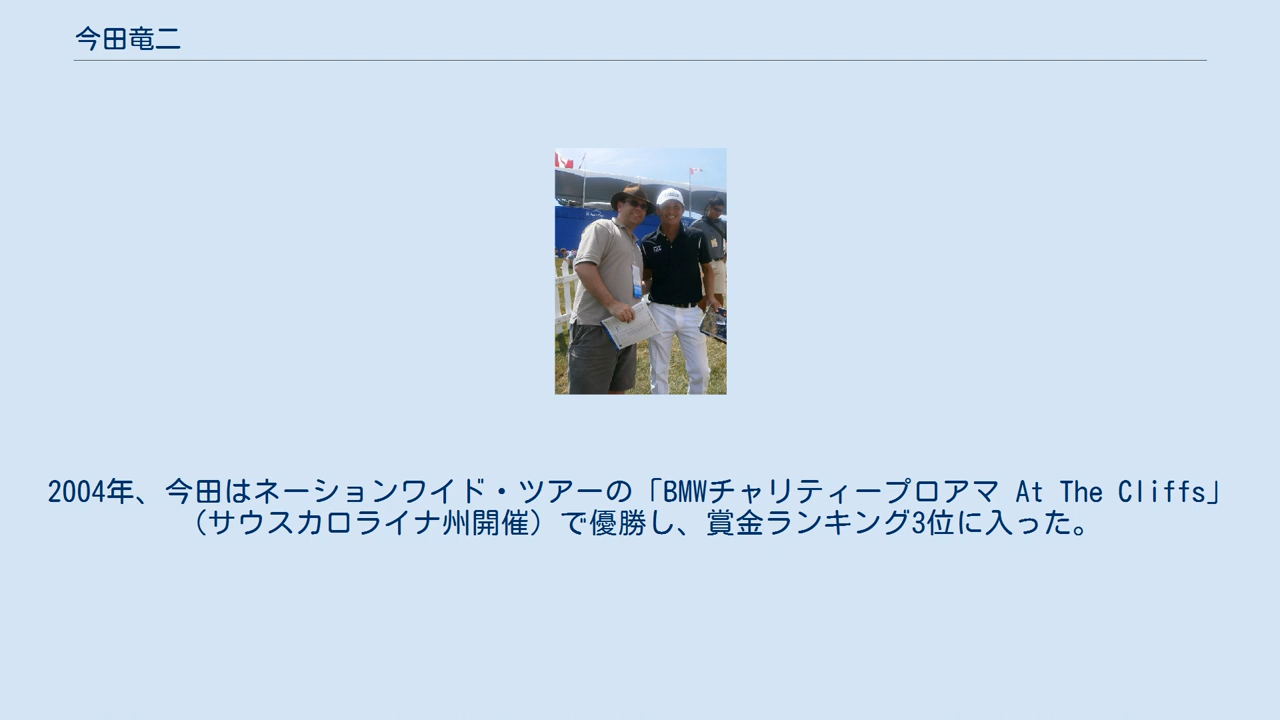 今田竜二
2004年、今田はネーションワイド・ツアーの「BMWチャリティープロアマ At The Cliffs」
（サウスカロライナ州開催）で優勝し、賞金ランキング3位に入った。